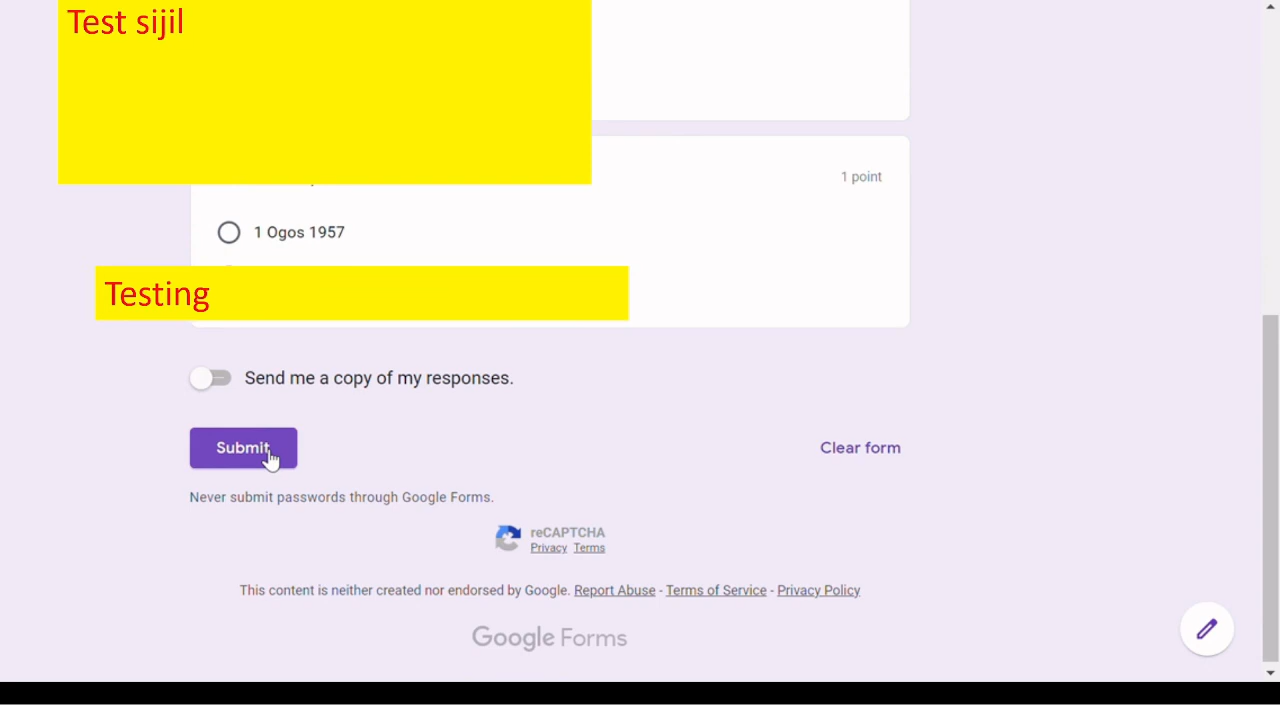 Test sijil
1 point
1 Ogos 1957
Testing
Send me a copy of my responses.
Submit
Clear form
Never submit passwords through Google Forms.
reCAPTCHA
Privacy Terms
This content is neither created nor endorsed by Google. Report Abuse - Terms of Service - Privacy Policy
Google Forms